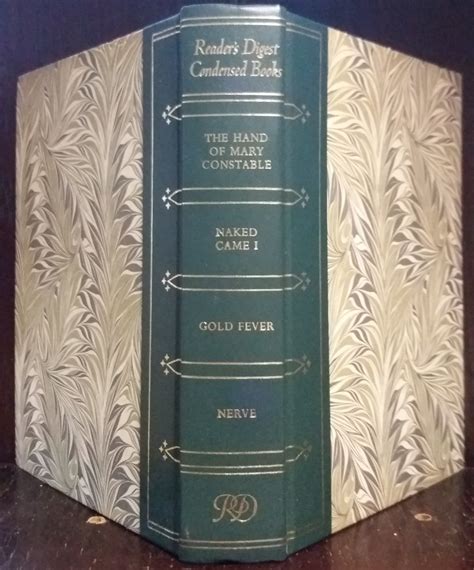 Reader's Digest
Condensed Books
THE HAND
OF MARY
CONSTABLE
NAKED
CAME I
GOLD FEVER
NERVE
RD